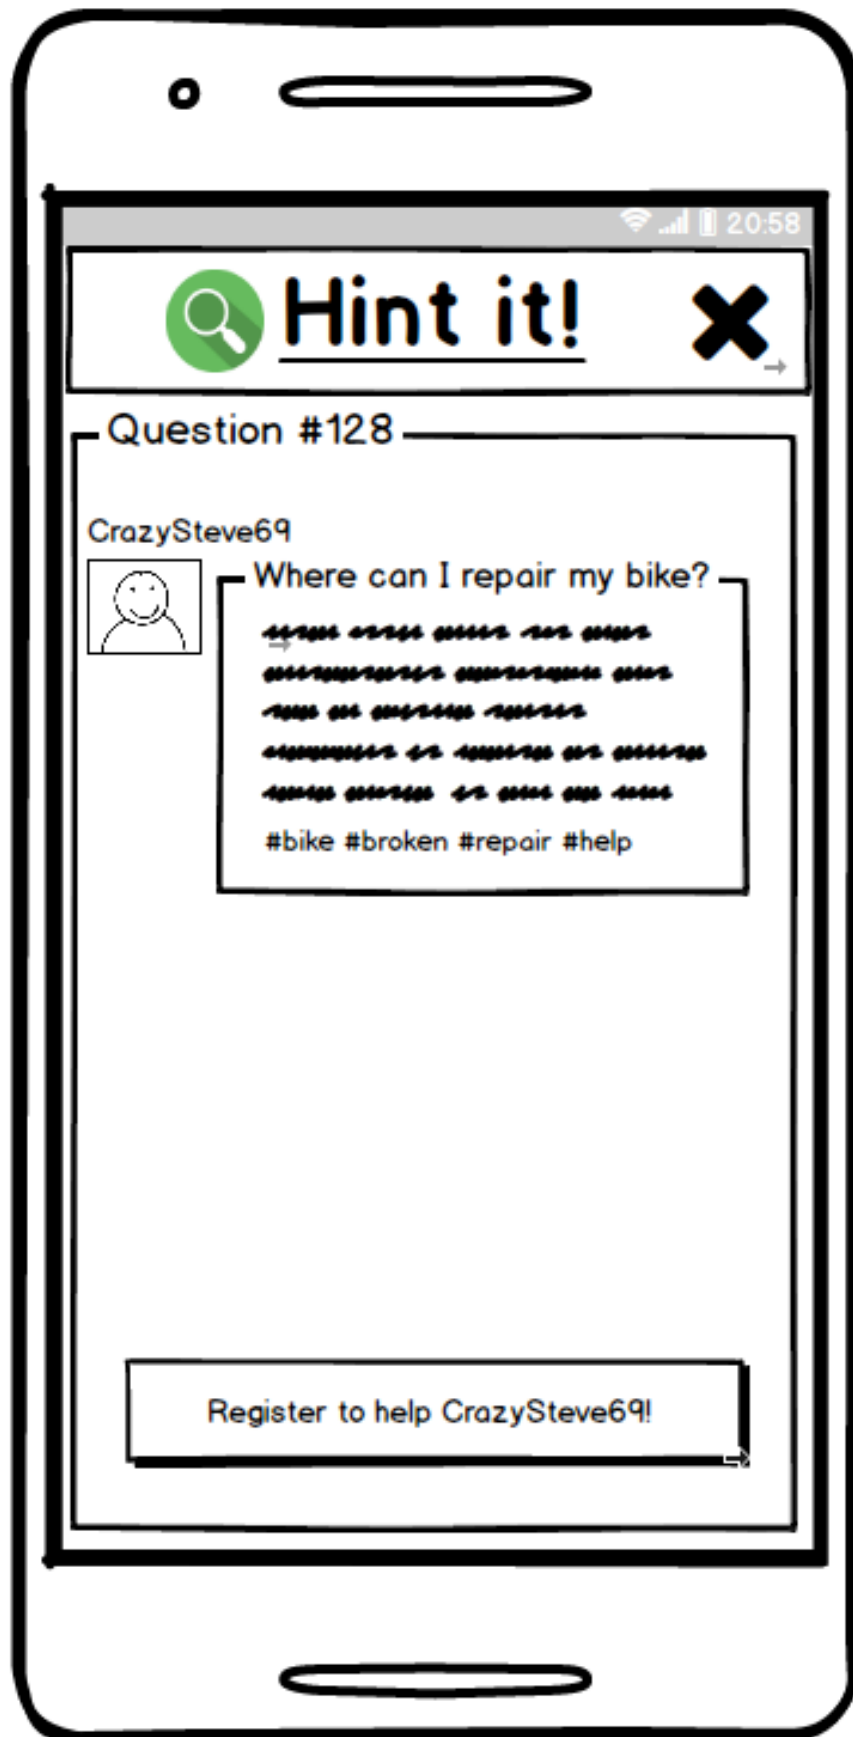 20:58
Hint it!
Question #128
CrazySteve69
Where can I repair my bike?
#bike #broken #repair #help
Register to help CrazySteve69!